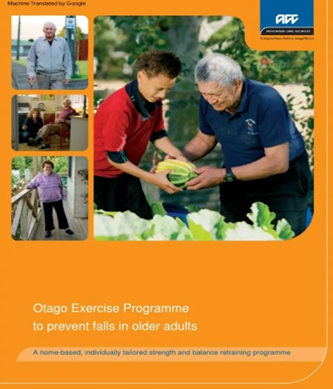 Machine Translated by Google
Otago Exercise Programme
to prevent falls in older adults
A home-based, individually tailored strength and balance retraining programme